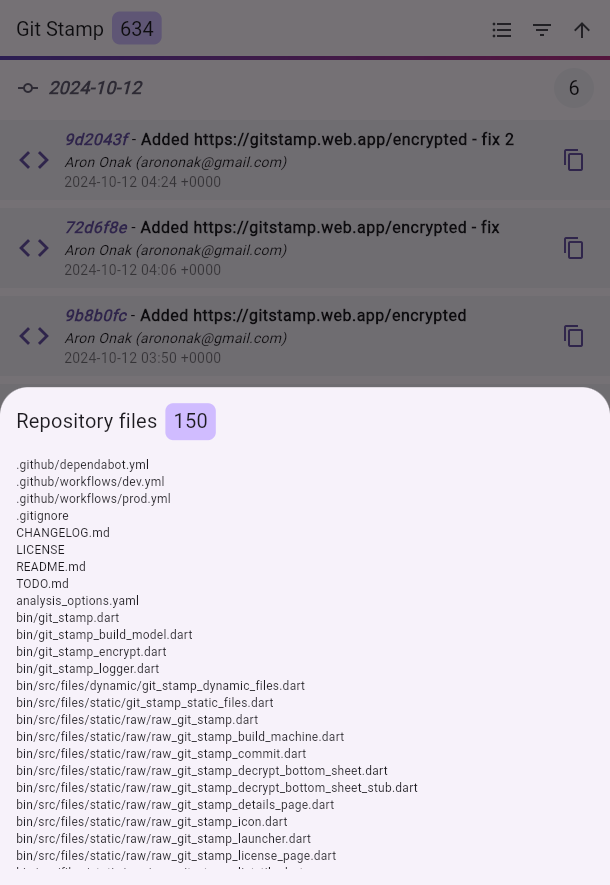 Git Stamp 634
2024-10-12 6
9d2043f - Added https://gitstamp.web.app/encrypted - fix 2
Aron Onak (arononak@gmail.com)
2024-10-12 04:24 +0000
72d6f8e - Added https://gitstamp.web.app/encrypted - fix
Aron Onak (arononak@gmail.com)
2024-10-12 04:06 +0000
9b8b0fc - Added https://gitstamp.web.app/encrypted
Aron Onak (arononak@gmail.com)
2024-10-12 03:50 +0000
Repository files 150
.github/dependabot.yml
.github/workflows/dev.yml
.github/workflows/prod.yml
.gitignore
CHANGELOG.md
LICENSE
README.md
TODO.md
analysis_options.yaml
bin/git_stamp.dart
bin/git_stamp_build_model.dart
bin/git_stamp_encrypt.dart
bin/git_stamp_logger.dart
bin/src/files/dynamic/git_stamp_dynamic_files.dart
bin/src/files/static/git_stamp_static_files.dart
bin/src/files/static/raw/raw_git_stamp.dart
bin/src/files/static/raw/raw_git_stamp_build_machine.dart
bin/src/files/static/raw/raw_git_stamp_commit.dart
bin/src/files/static/raw/raw_git_stamp_decrypt_bottom_sheet.dart
bin/src/files/static/raw/raw_git_stamp_decrypt_bottom_sheet_stub.dart
bin/src/files/static/raw/raw_git_stamp_details_page.dart
bin/src/files/static/raw/raw_git_stamp_icon.dart
bin/src/files/static/raw/raw_git_stamp_launcher.dart
bin/src/files/static/raw/raw_git_stamp_license_page.dart